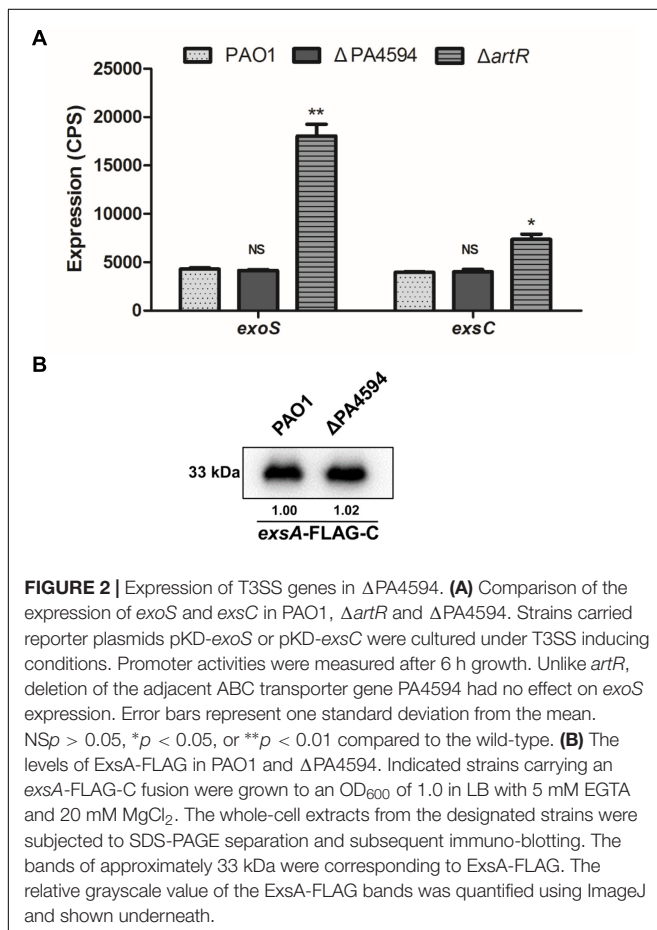 A
PAO1 ΔPA4594 ΔartR
25000
20000
15000
10000
5000
0
Expression (CPS)
NS
**
NS
*
exoS
exsC
B
PAO1
ΔPA4594
33 kDa
1.00 1.02
exsA-FLAG-C
FIGURE 2 | Expression of T3SS genes in ΔPA4594. (A) Comparison of the
expression of exoS and exsC in PAO1, ΔartR and ΔPA4594. Strains carried
reporter plasmids pKD-exoS or pKD-exsC were cultured under T3SS inducing
conditions. Promoter activities were measured after 6 h growth. Unlike artR,
deletion of the adjacent ABC transporter gene PA4594 had no effect on exoS
expression. Error bars represent one standard deviation from the mean.
NSp > 0.05, *p < 0.05, or **p < 0.01 compared to the wild-type. (B) The
levels of ExsA-FLAG in PAO1 and ΔPA4594. Indicated strains carrying an
exsA-FLAG-C fusion were grown to an OD₆₀₀ of 1.0 in LB with 5 mM EGTA
and 20 mM MgCl₂. The whole-cell extracts from the designated strains were
subjected to SDS-PAGE separation and subsequent immuno-blotting. The
bands of approximately 33 kDa were corresponding to ExsA-FLAG. The
relative grayscale value of the ExsA-FLAG bands was quantified using ImageJ
and shown underneath.